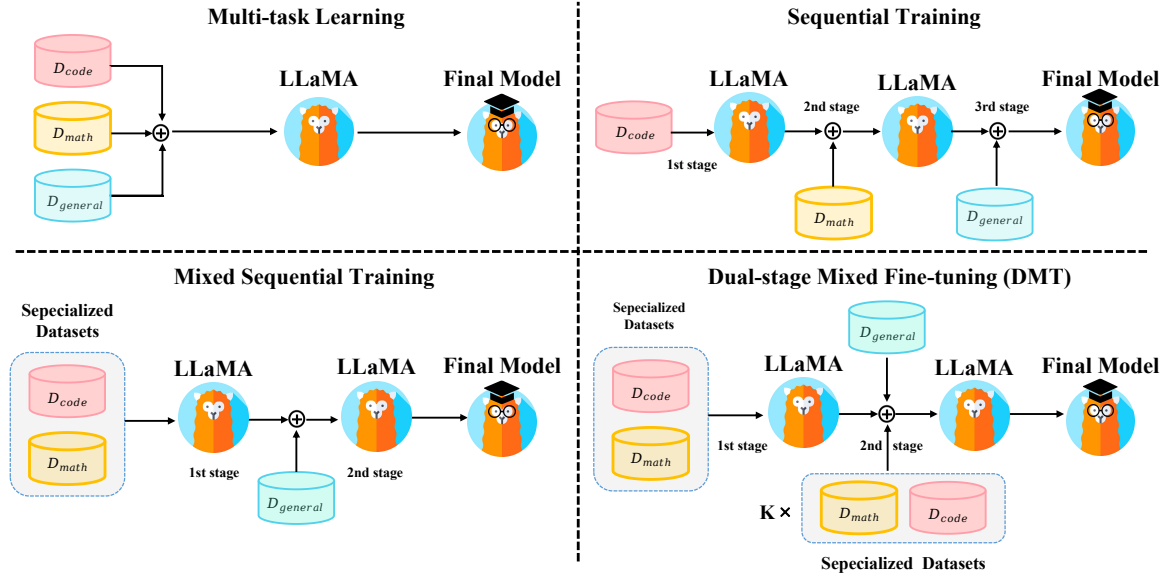 Multi-task Learning
D_code
D_math
D_general
LLaMA
Final Model
Sequential Training
D_code
1st stage
LLaMA
2nd stage
D_math
LLaMA
3rd stage
D_general
Final Model
Mixed Sequential Training
Sepecialized
Datasets
D_code
D_math
LLaMA
1st stage
D_general
LLaMA
2nd stage
Final Model
Dual-stage Mixed Fine-tuning (DMT)
Sepecialized
Datasets
D_code
D_math
1st stage
LLaMA
D_general
2nd stage
K ×
D_math
D_code
Sepecialized Datasets
LLaMA
Final Model